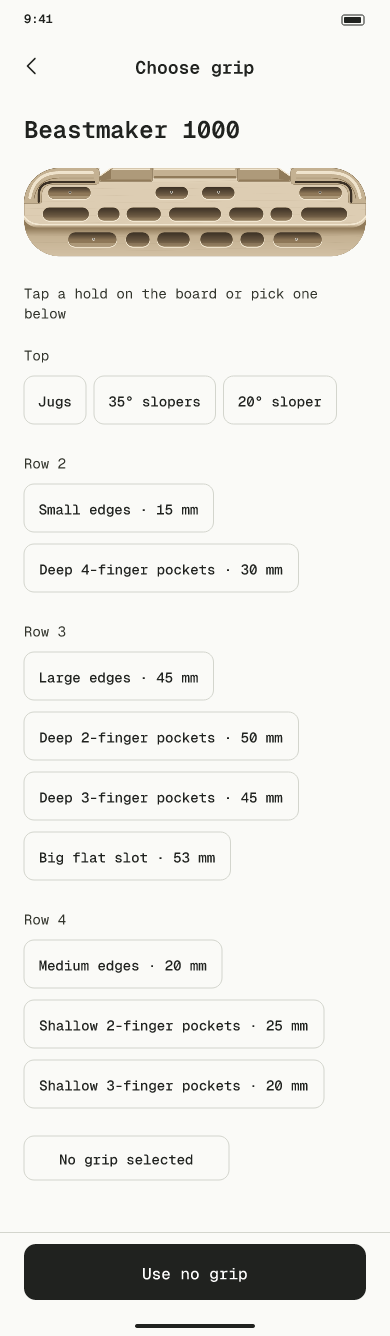 9:41
Choose grip
Beastmaker 1000
Tap a hold on the board or pick one
below
Top
Jugs
35° slopers
20° sloper
Row 2
Small edges · 15 mm
Deep 4-finger pockets · 30 mm
Row 3
Large edges · 45 mm
Deep 2-finger pockets · 50 mm
Deep 3-finger pockets · 45 mm
Big flat slot · 53 mm
Row 4
Medium edges · 20 mm
Shallow 2-finger pockets · 25 mm
Shallow 3-finger pockets · 20 mm
No grip selected
Use no grip